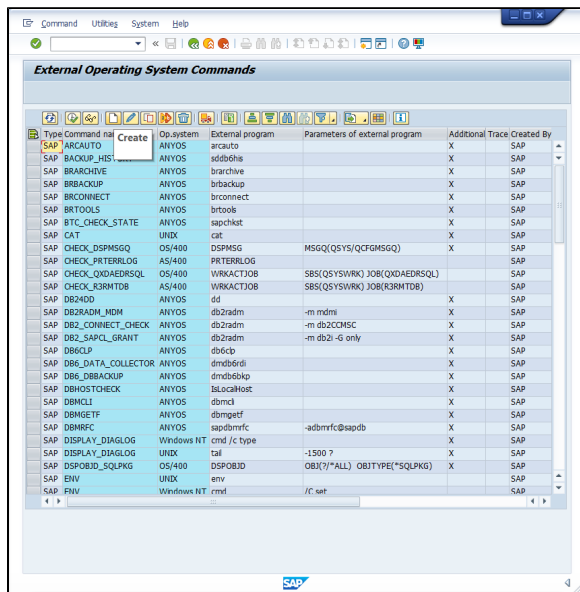 Command Utilities System Help
External Operating System Commands
Type Command na Op.system External program Parameters of external program Additional Trace Created By
Create
SAP ARCAUTO ANYOS arcauto X SAP
SAP BACKUP_HIS ANYOS sddb6his X SAP
SAP BRARCHIVE ANYOS brarchive X SAP
SAP BRBACKUP ANYOS brbackup X SAP
SAP BRCONNECT ANYOS brconnect X SAP
SAP BRTOOLS ANYOS brtools X SAP
SAP BTC_CHECK_STATE ANYOS sapchkst X SAP
SAP CAT UNIX cat X SAP
SAP CHECK_DSPMSGQ OS/400 DSPMSG MSGQ(QSYS/QCFGMSGQ) X SAP
SAP CHECK_PRTERRLOG AS/400 PRTERRLOG SAP
SAP CHECK_QXDAEDRSQL OS/400 WRKACTJOB SBS(QSYSWRK) JOB(QXDAEDRSQL) SAP
SAP CHECK_R3RMTDB AS/400 WRKACTJOB SBS(QSYSWRK) JOB(R3RMTDB) SAP
SAP DB24DD ANYOS dd X SAP
SAP DB2RADM_MDM ANYOS db2radm -m mdmi X SAP
SAP DB2_CONNECT_CHECK ANYOS db2radm -m db2CCMSC X SAP
SAP DB2_SAPCL_GRANT ANYOS db2radm -m db2i -G only X SAP
SAP DB6CLP ANYOS db6clp X SAP
SAP DB6_DATA_COLLECTOR ANYOS dmdb6rdi X SAP
SAP DB6_DBBACKUP ANYOS dmdb6bkp X SAP
SAP DBHOSTCHECK ANYOS IsLocalHost X SAP
SAP DBMCLI ANYOS dbmcli X SAP
SAP DBMGETF ANYOS dbmgetf X SAP
SAP DBMRFC ANYOS sapdbmrfc -adbmrfc@sapdb X SAP
SAP DISPLAY_DIAGLOG Windows NT cmd /c type X SAP
SAP DISPLAY_DIAGLOG UNIX tail -1500 ? X SAP
SAP DSPOBJD_SQLPKG OS/400 DSPOBJD OBJ(?/*ALL) OBJTYPE(*SQLPKG) X SAP
SAP ENV UNIX env SAP
SAP ENV Windows NT cmd /C set SAP
SAP